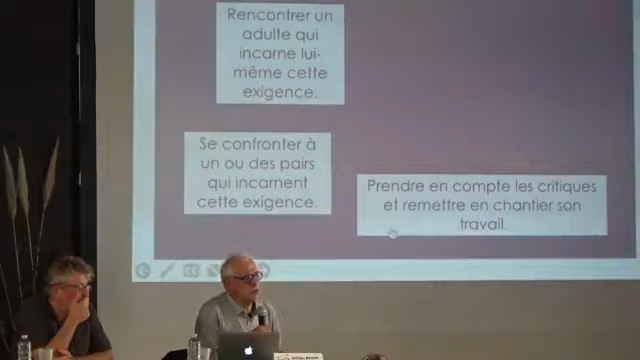 Rencontrer un
adulte qui
incarne lui-
même cette
exigence.
Se confronter à
un ou des pairs
qui incarnent
cette exigence.
Prendre en compte les critiques
et remettre en chantier son
travail.